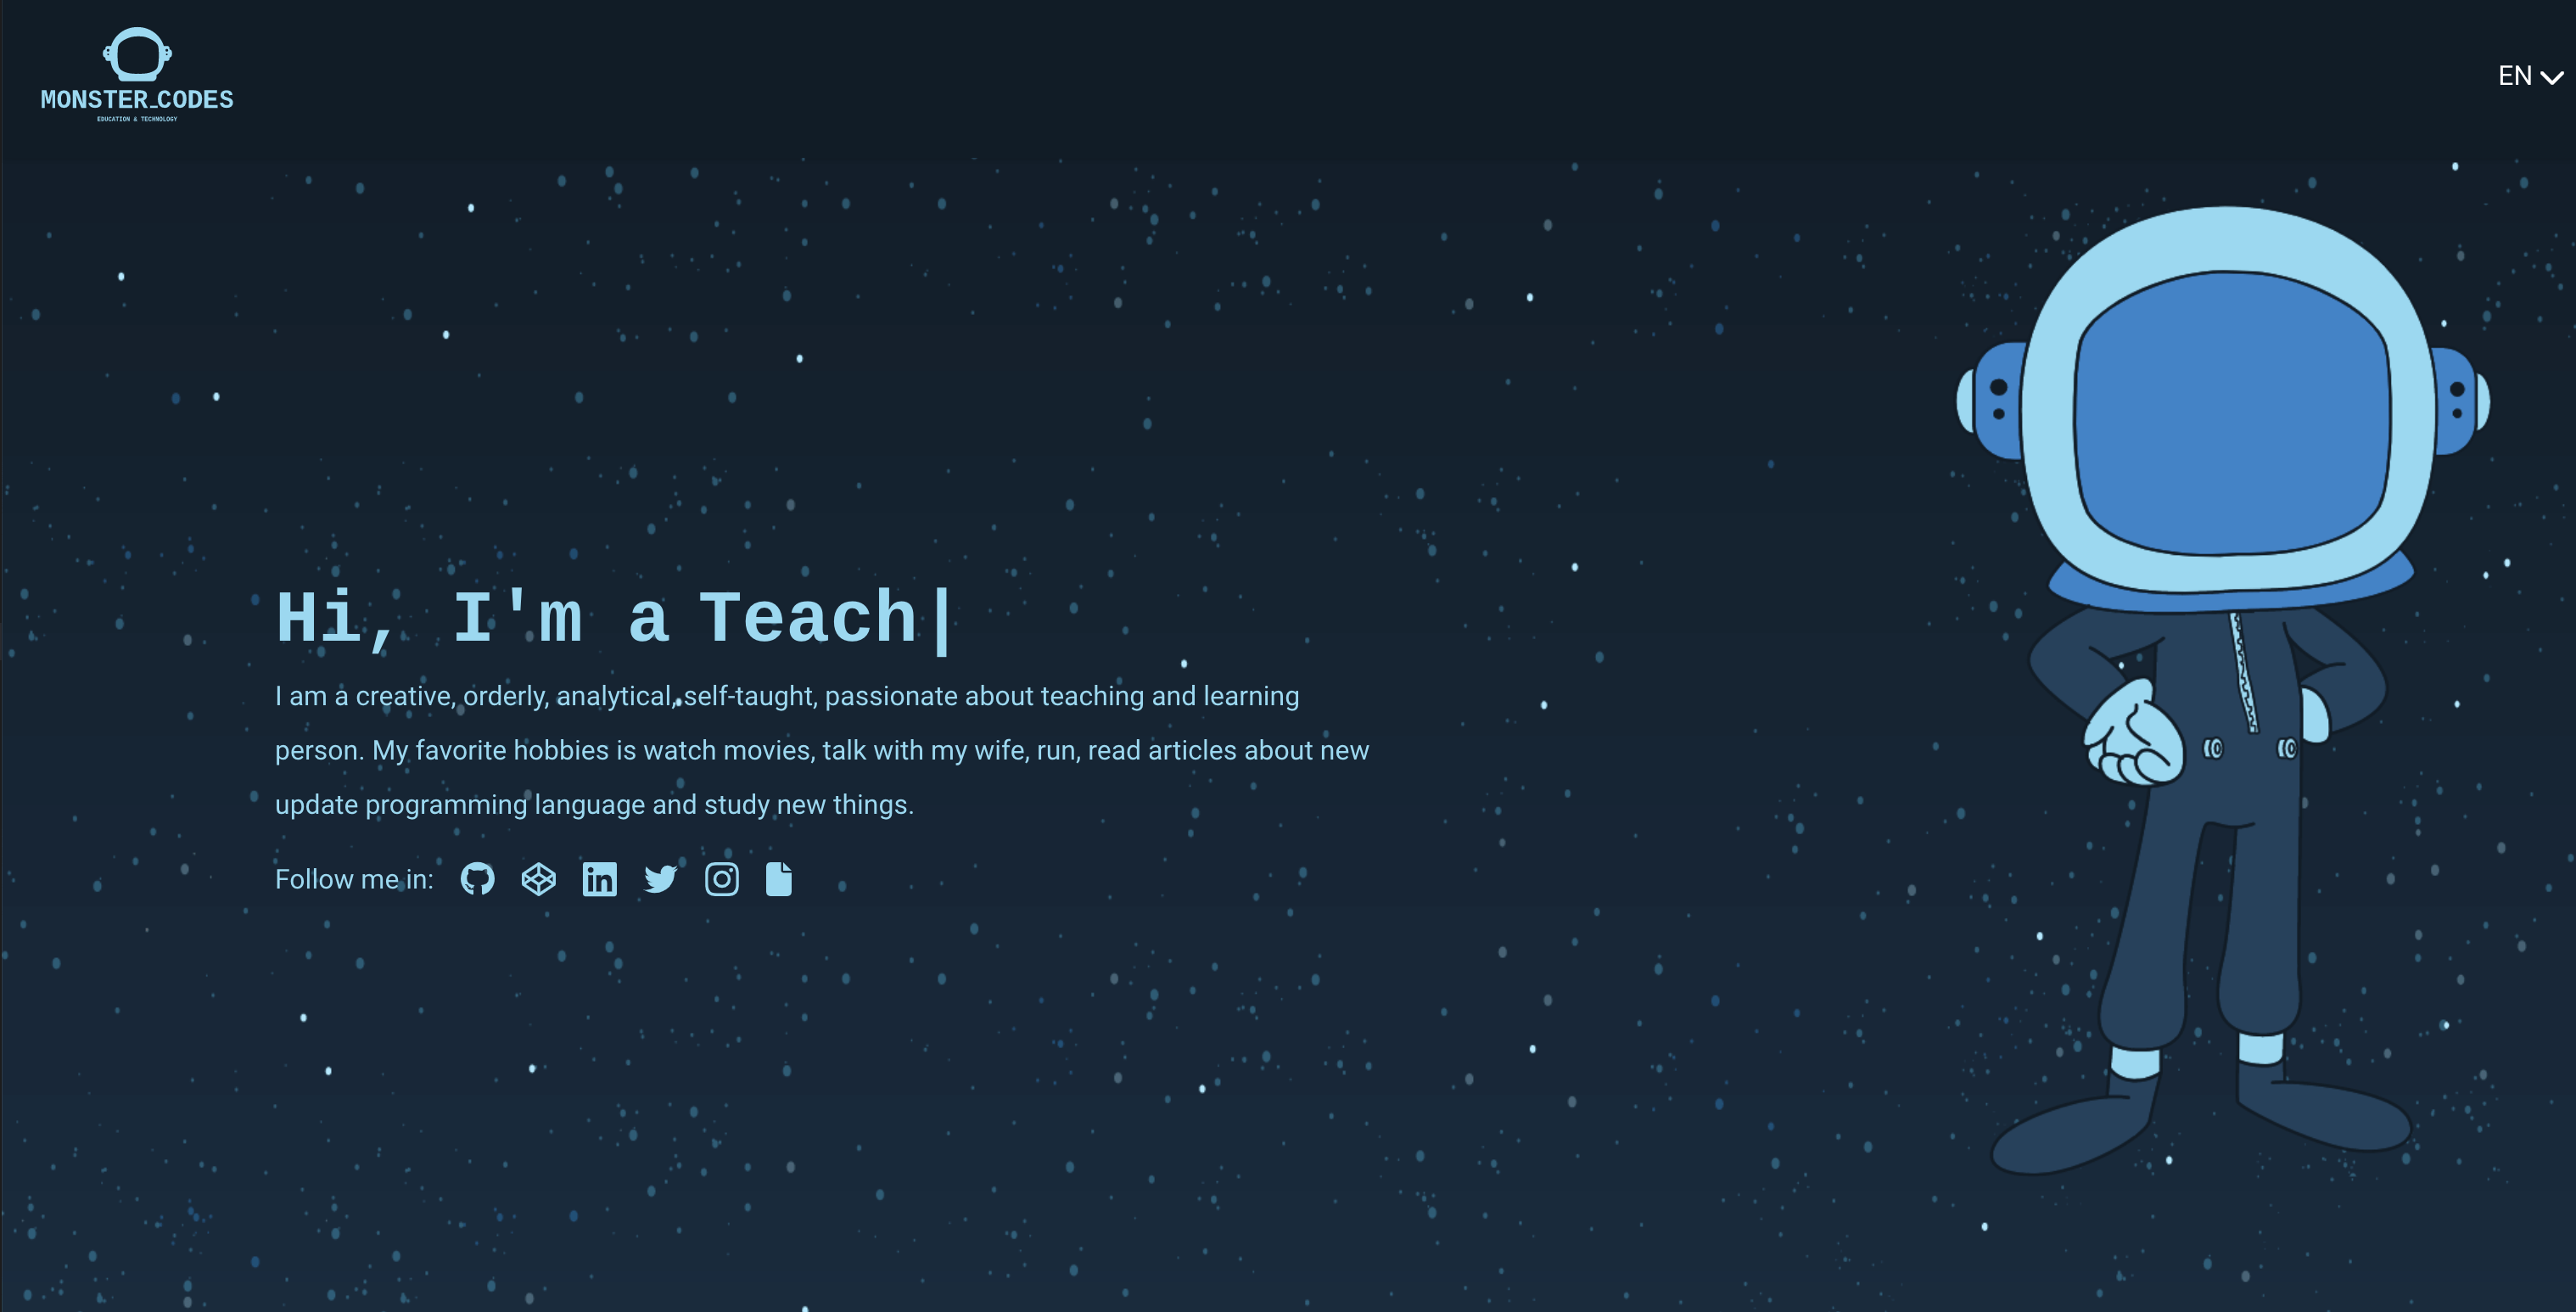 MONSTER_CODES
EDUCATION & TECHNOLOGY
EN
Hi, I'm a Teach|
I am a creative, orderly, analytical, self-taught, passionate about teaching and learning
person. My favorite hobbies is watch movies, talk with my wife, run, read articles about new
update programming language and study new things.
Follow me in:
in